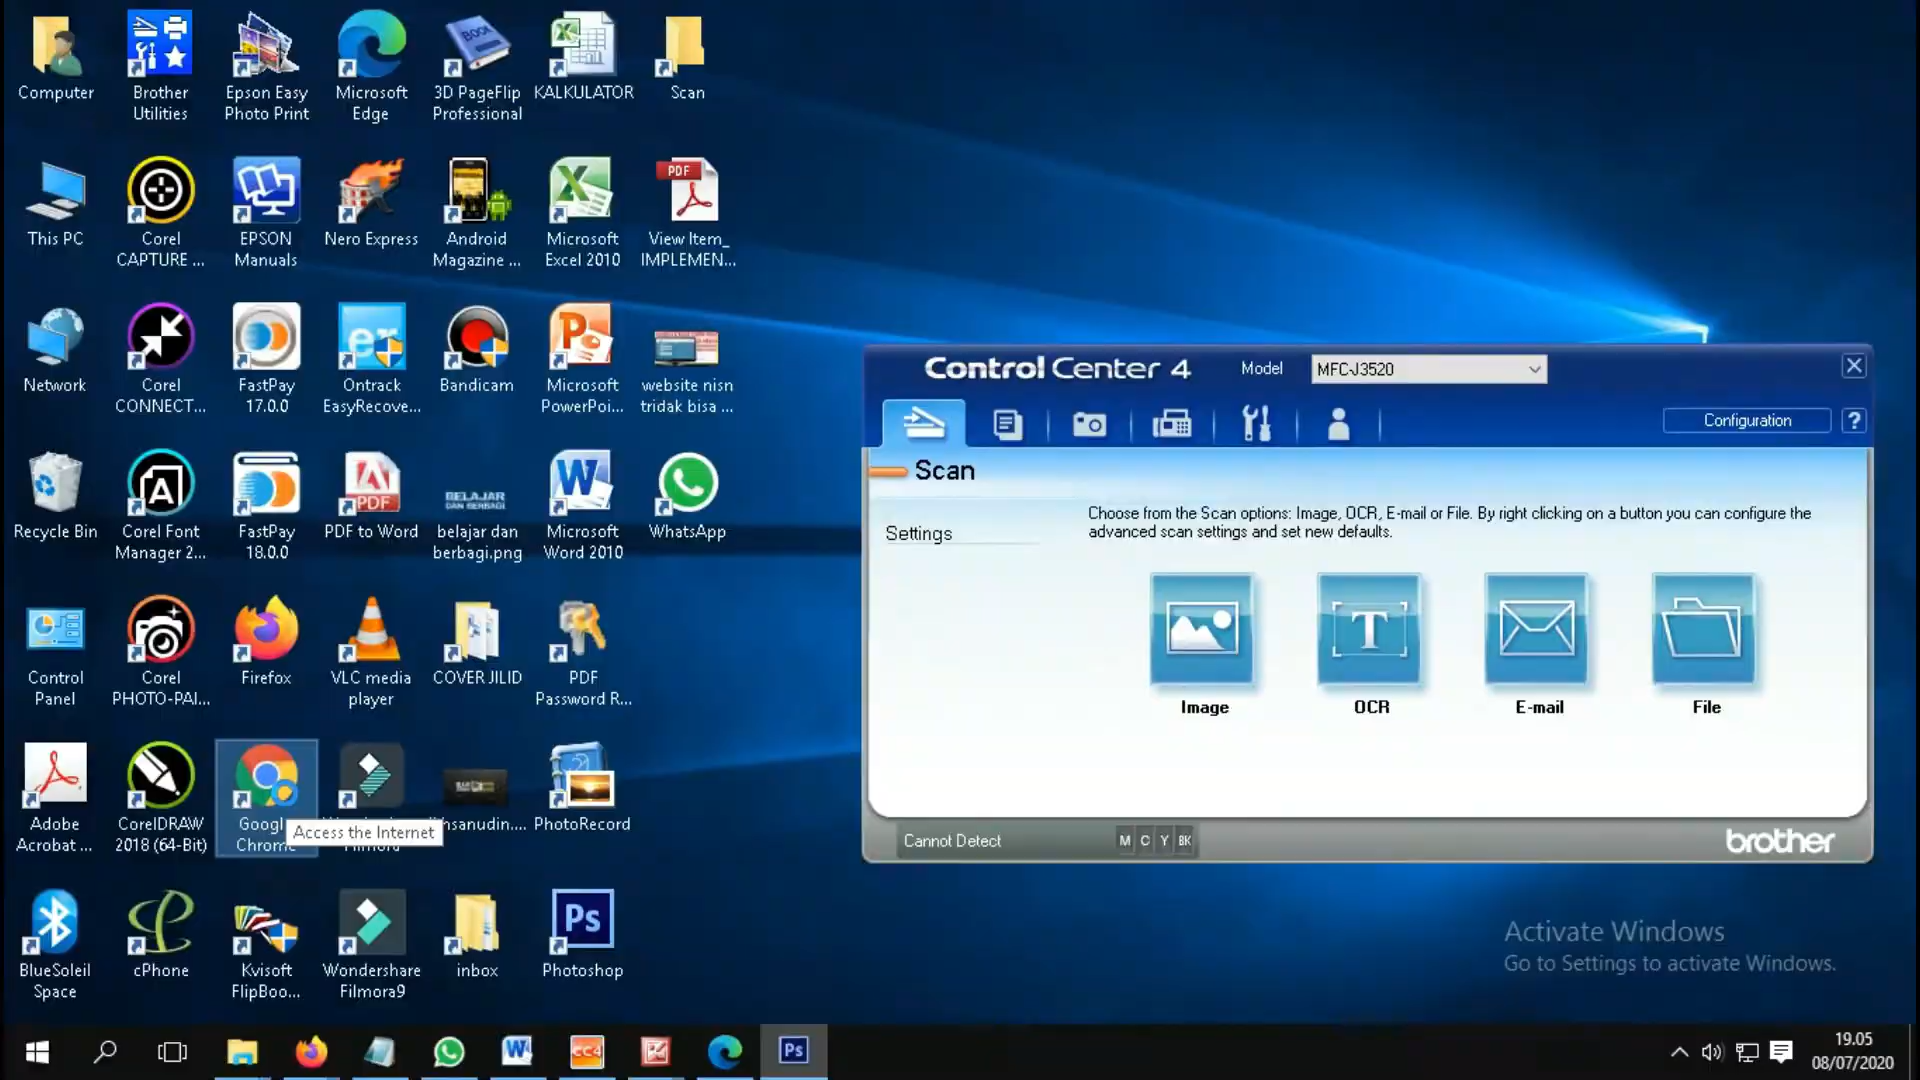 Computer
Brother
Utilities
Epson Easy
Photo Print
Microsoft
Edge
BOOK
3D PageFlip
Professional
KALKULATOR
Scan
This PC
Corel
CAPTURE ...
EPSON
Manuals
Nero Express
Android
Magazine ...
Microsoft
Excel 2010
PDF
View Item_
IMPLEMEN...
Network
Corel
CONNECT...
FastPay
17.0.0
er
Ontrack
EasyRecove...
Bandicam
Microsoft
PowerPoi...
website nisn
tridak bisa ...
Recycle Bin
Corel Font
Manager 2...
FastPay
18.0.0
PDF
PDF to Word
BELAJAR
DAN BERBAGI
belajar dan
berbagi.png
Microsoft
Word 2010
WhatsApp
Control
Panel
Corel
PHOTO-PAI...
Firefox
VLC media
player
COVER JILID
PDF
Password R...
Adobe
Acrobat ...
CorelDRAW
2018 (64-Bit)
Googl
Chrome
Access the Internet
Filmora
hsanudin....
PhotoRecord
BlueSoleil
Space
cPhone
Kvisoft
FlipBoo...
Wondershare
Filmora9
inbox
Ps
Photoshop
Control Center 4
Model
MFC-J3520
Configuration
?
Scan
Settings
Choose from the Scan options: Image, OCR, E-mail or File. By right clicking on a button you can configure the
advanced scan settings and set new defaults.
T
Image
OCR
E-mail
File
Cannot Detect
M C Y BK
brother
Activate Windows
Go to Settings to activate Windows.
W
CC4
Ps
19.05
08/07/2020